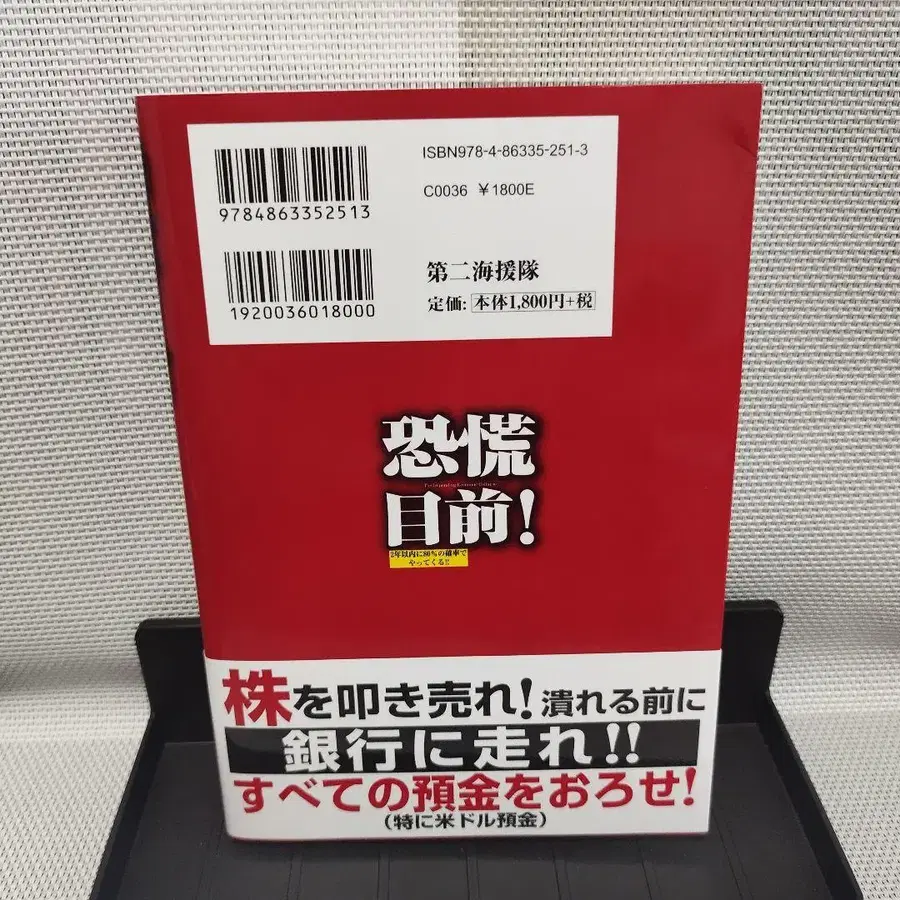 ISBN978-4-86335-251-3
C0036 ￥1800E
9784863352513
1920036018000
第二海援隊
定価: 本体1,800円+税
恐慌
目前!
2年以内に80%の確率で
やってくる!!
株を叩き売れ!潰れる前に
銀行に走れ!!
すべての預金をおろせ!
(特に米ドル預金)